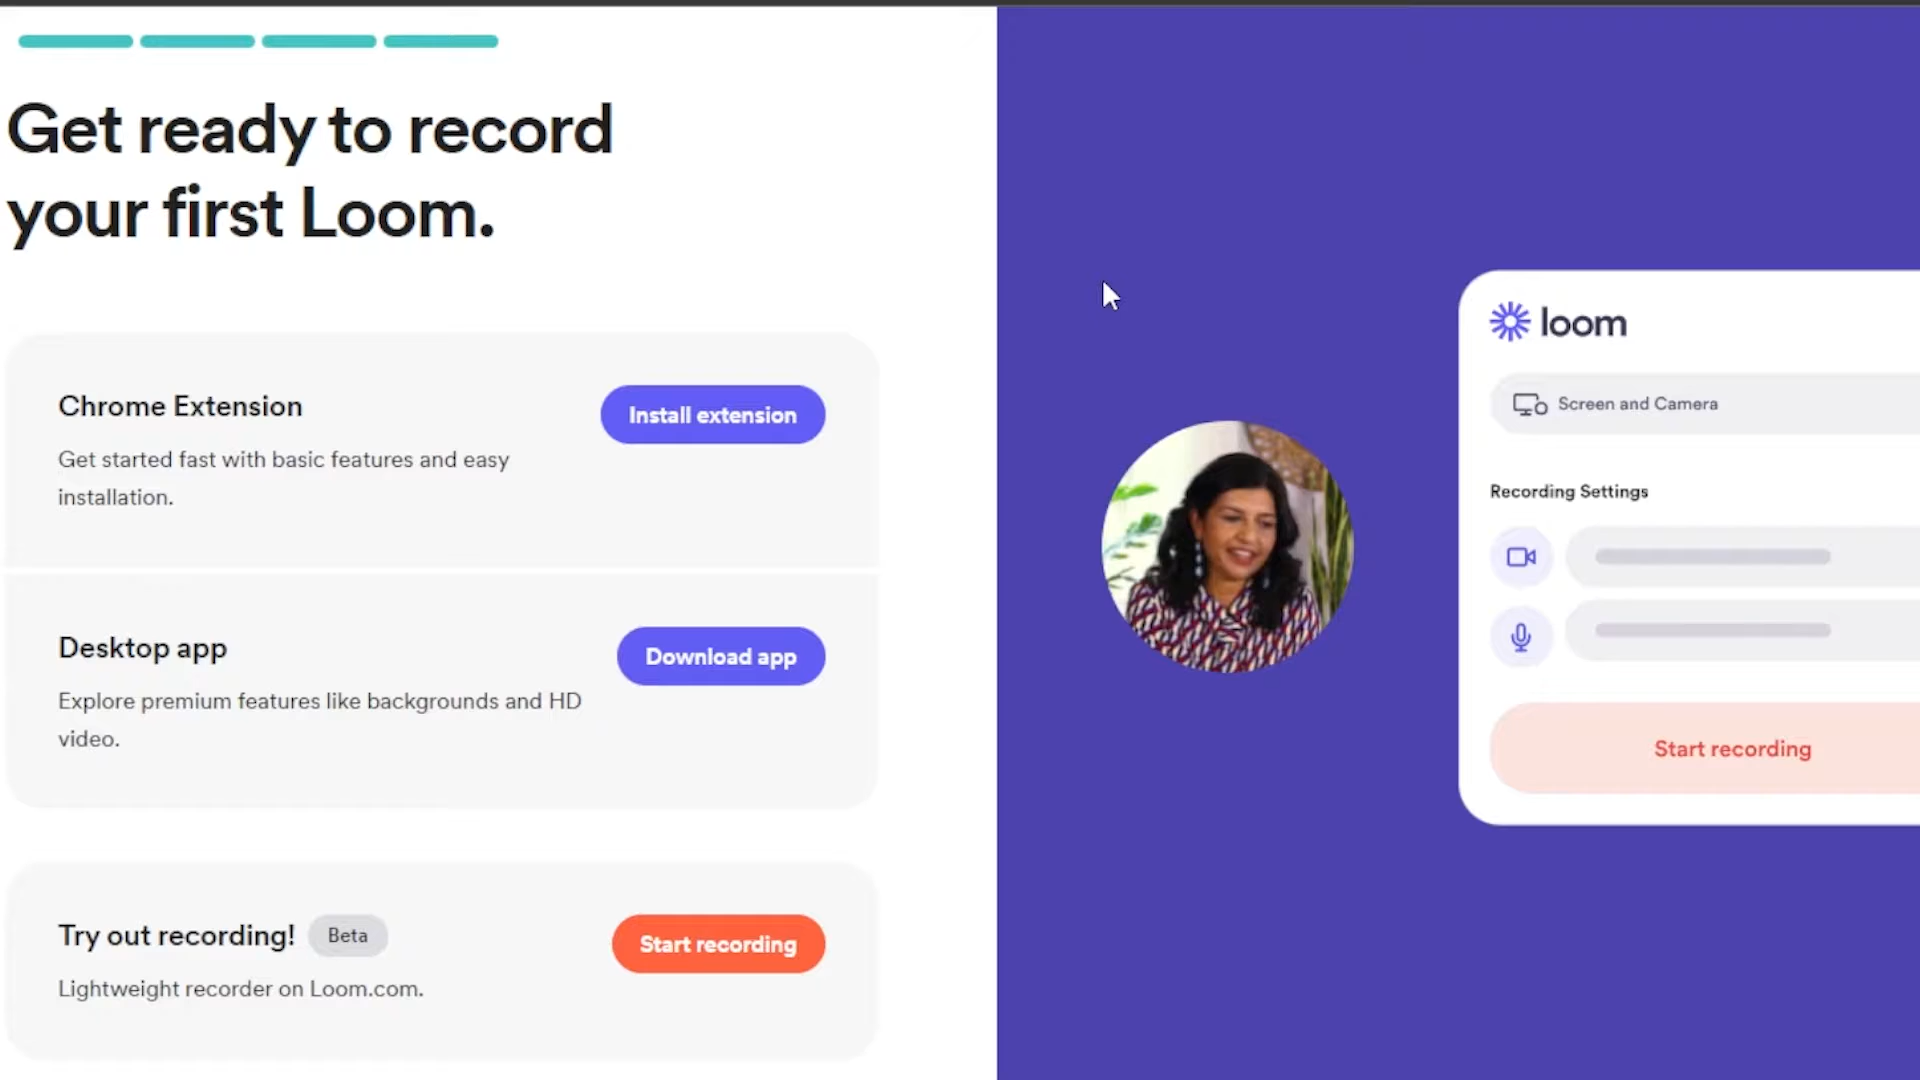 Get ready to record
your first Loom.
Chrome Extension
Install extension
Get started fast with basic features and easy
installation.
Desktop app
Download app
Explore premium features like backgrounds and HD
video.
Try out recording!
Beta
Start recording
Lightweight recorder on Loom.com.
loom
Screen and Camera
Recording Settings
Start recording